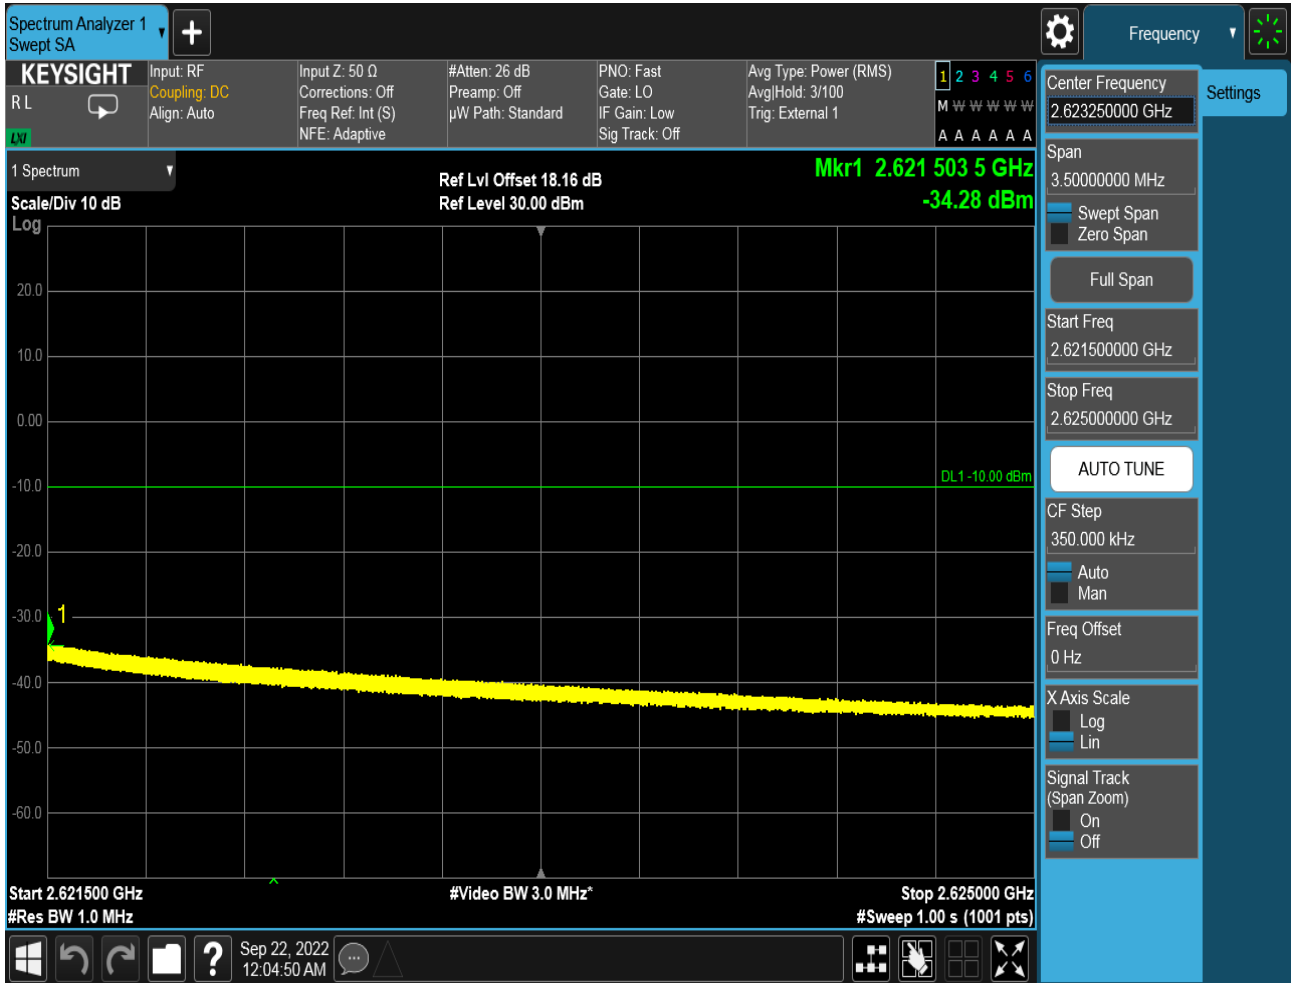 Spectrum Analyzer 1
Swept SA
Frequency
KEYSIGHT
R L
LXI
Input: RF
Coupling: DC
Align: Auto
Input Z: 50 Ω
Corrections: Off
Freq Ref: Int (S)
NFE: Adaptive
#Atten: 26 dB
Preamp: Off
µW Path: Standard
PNO: Fast
Gate: LO
IF Gain: Low
Sig Track: Off
Avg Type: Power (RMS)
Avg|Hold: 3/100
Trig: External 1
1 2 3 4 5 6
M W W W W W
A A A A A A
1 Spectrum
Scale/Div 10 dB
Log
Ref Lvl Offset 18.16 dB
Ref Level 30.00 dBm
Mkr1 2.621 503 5 GHz
-34.28 dBm
20.0
10.0
0.00
-10.0
DL1 -10.00 dBm
-20.0
-30.0
1
-40.0
-50.0
-60.0
Start 2.621500 GHz
#Video BW 3.0 MHz*
Stop 2.625000 GHz
#Res BW 1.0 MHz
#Sweep 1.00 s (1001 pts)
?
Sep 22, 2022
12:04:50 AM
Center Frequency
2.623250000 GHz
Settings
Span
3.50000000 MHz
Swept Span
Zero Span
Full Span
Start Freq
2.621500000 GHz
Stop Freq
2.625000000 GHz
AUTO TUNE
CF Step
350.000 kHz
Auto
Man
Freq Offset
0 Hz
X Axis Scale
Log
Lin
Signal Track
(Span Zoom)
On
Off